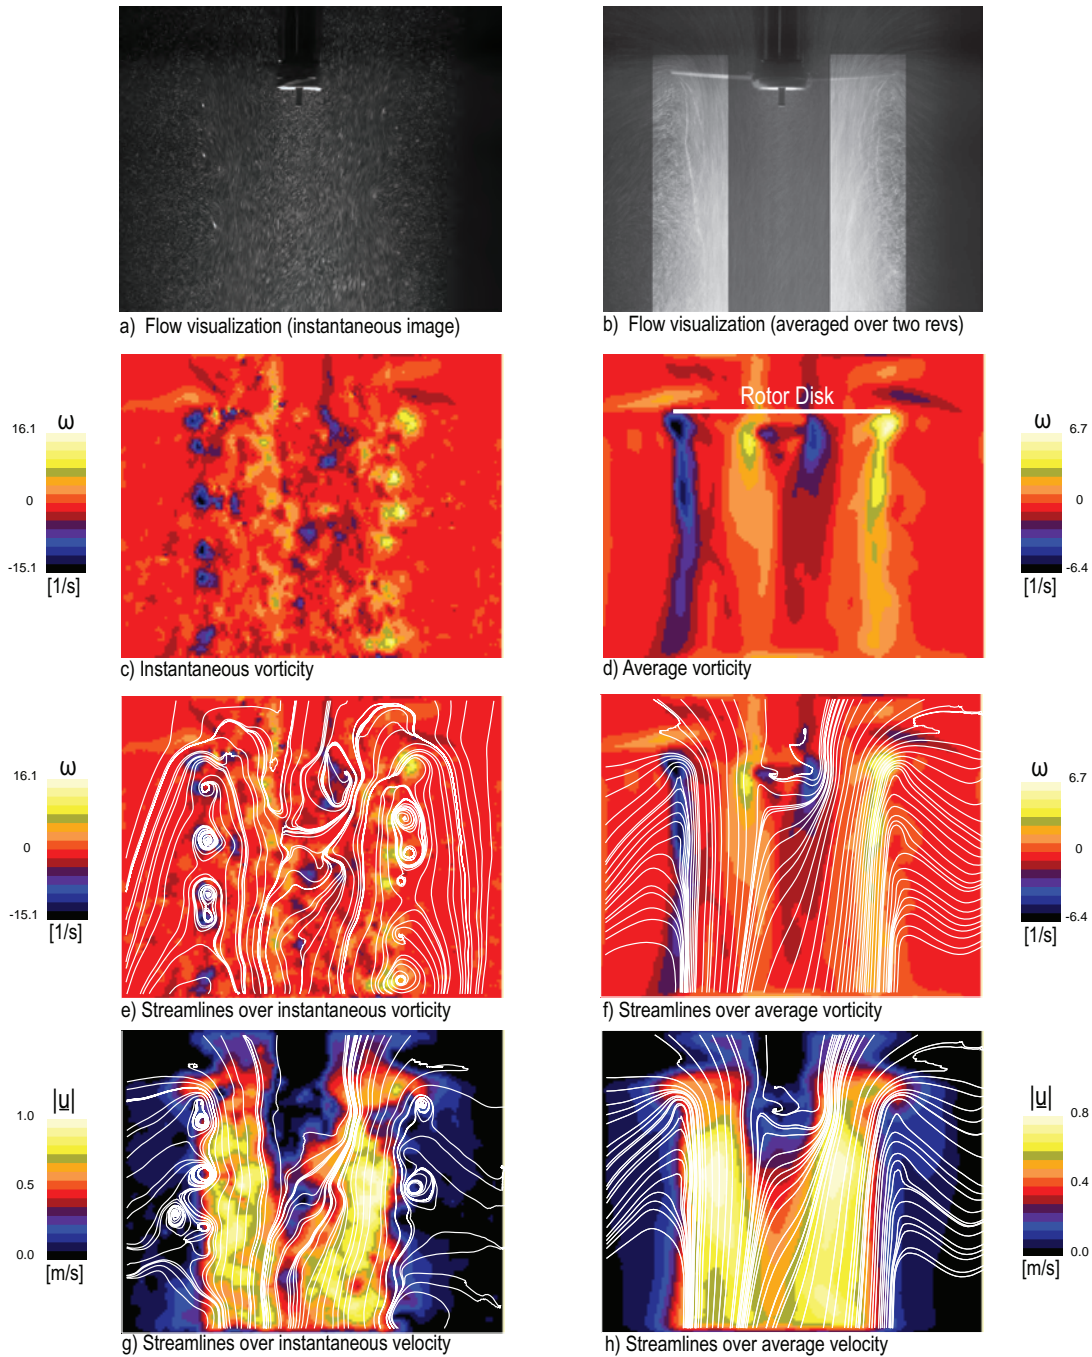 a) Flow visualization (instantaneous image)
b) Flow visualization (averaged over two revs)
ω
16.1
0
-15.1
[1/s]
c) Instantaneous vorticity
Rotor Disk
ω
6.7
0
-6.4
[1/s]
d) Average vorticity
ω
16.1
0
-15.1
[1/s]
e) Streamlines over instantaneous vorticity
ω
6.7
0
-6.4
[1/s]
f) Streamlines over average vorticity
|u|
1.0
0.5
0.0
[m/s]
g) Streamlines over instantaneous velocity
|u|
0.8
0.4
0.0
[m/s]
h) Streamlines over average velocity